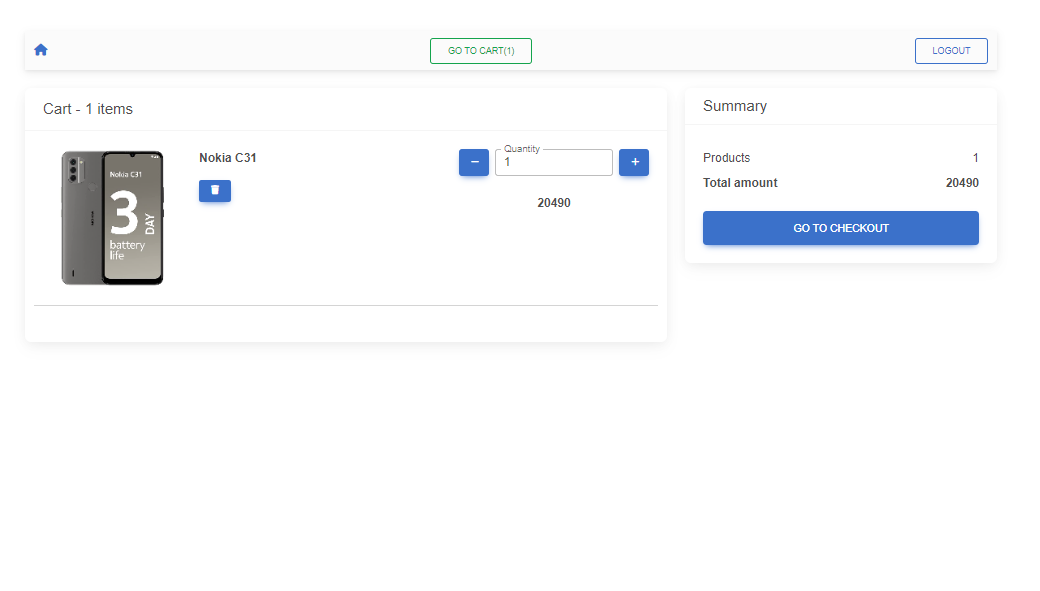 GO TO CART(1)
LOGOUT
Cart - 1 items
Nokia C31
Quantity
1
20490
Nokia C31
3
DAY
battery
life
Summary
Products 1
Total amount 20490
GO TO CHECKOUT